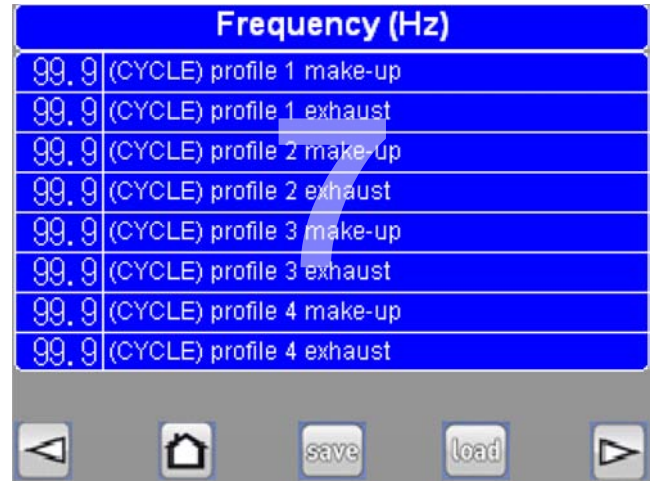 Frequency (Hz)
99.9 (CYCLE) profile 1 make-up
99.9 (CYCLE) profile 1 exhaust
99.9 (CYCLE) profile 2 make-up
99.9 (CYCLE) profile 2 exhaust
99.9 (CYCLE) profile 3 make-up
99.9 (CYCLE) profile 3 exhaust
99.9 (CYCLE) profile 4 make-up
99.9 (CYCLE) profile 4 exhaust
7
save load